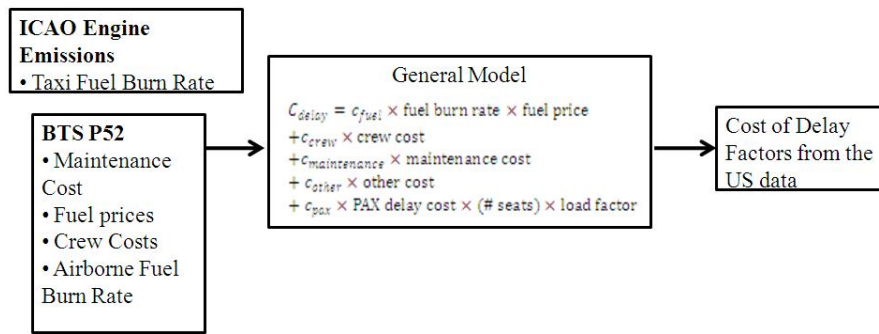 ICAO Engine
Emissions
• Taxi Fuel Burn Rate
BTS P52
• Maintenance
Cost
• Fuel prices
• Crew Costs
• Airborne Fuel
Burn Rate
General Model
C_delay = c_fuel × fuel burn rate × fuel price
+c_crew × crew cost
+c_maintenance × maintenance cost
+ c_other × other cost
+ c_pax × PAX delay cost × (# seats) × load factor
Cost of Delay
Factors from the
US data